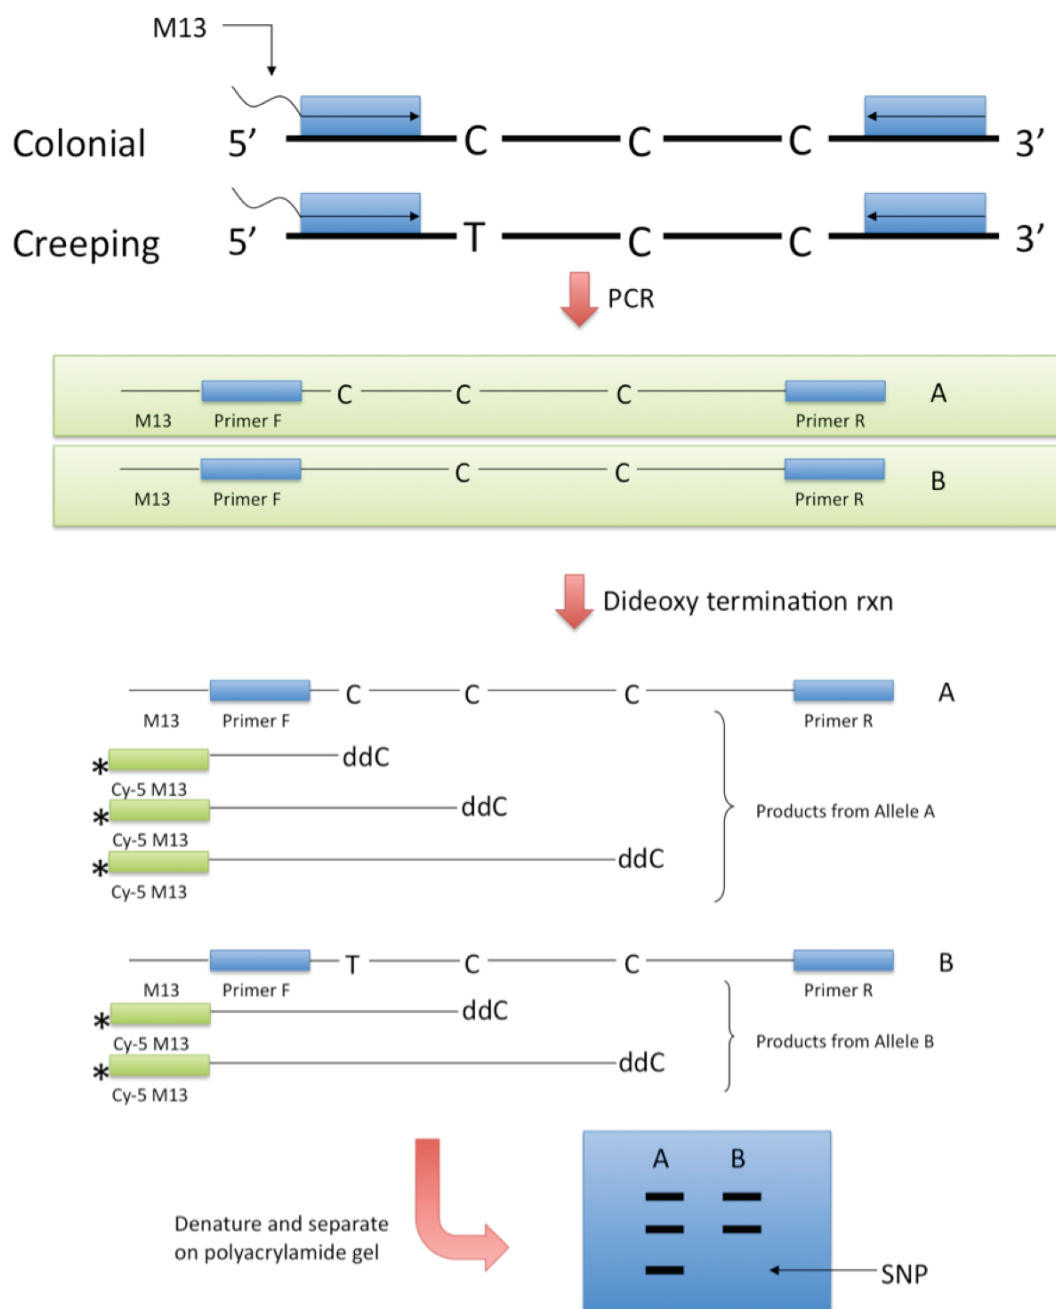 M13
Colonial 5’ C C C 3’
Creeping 5’ T C C 3’
PCR
C C C A
M13 Primer F Primer R
C C B
M13 Primer F Primer R
Dideoxy termination rxn
C C C A
M13 Primer F Primer R
* ddC
Cy-5 M13
* ddC
Cy-5 M13
* ddC
Cy-5 M13
Products from Allele A
T C C B
M13 Primer F Primer R
* ddC
Cy-5 M13
* ddC
Cy-5 M13
Products from Allele B
Denature and separate
on polyacrylamide gel
A B
SNP